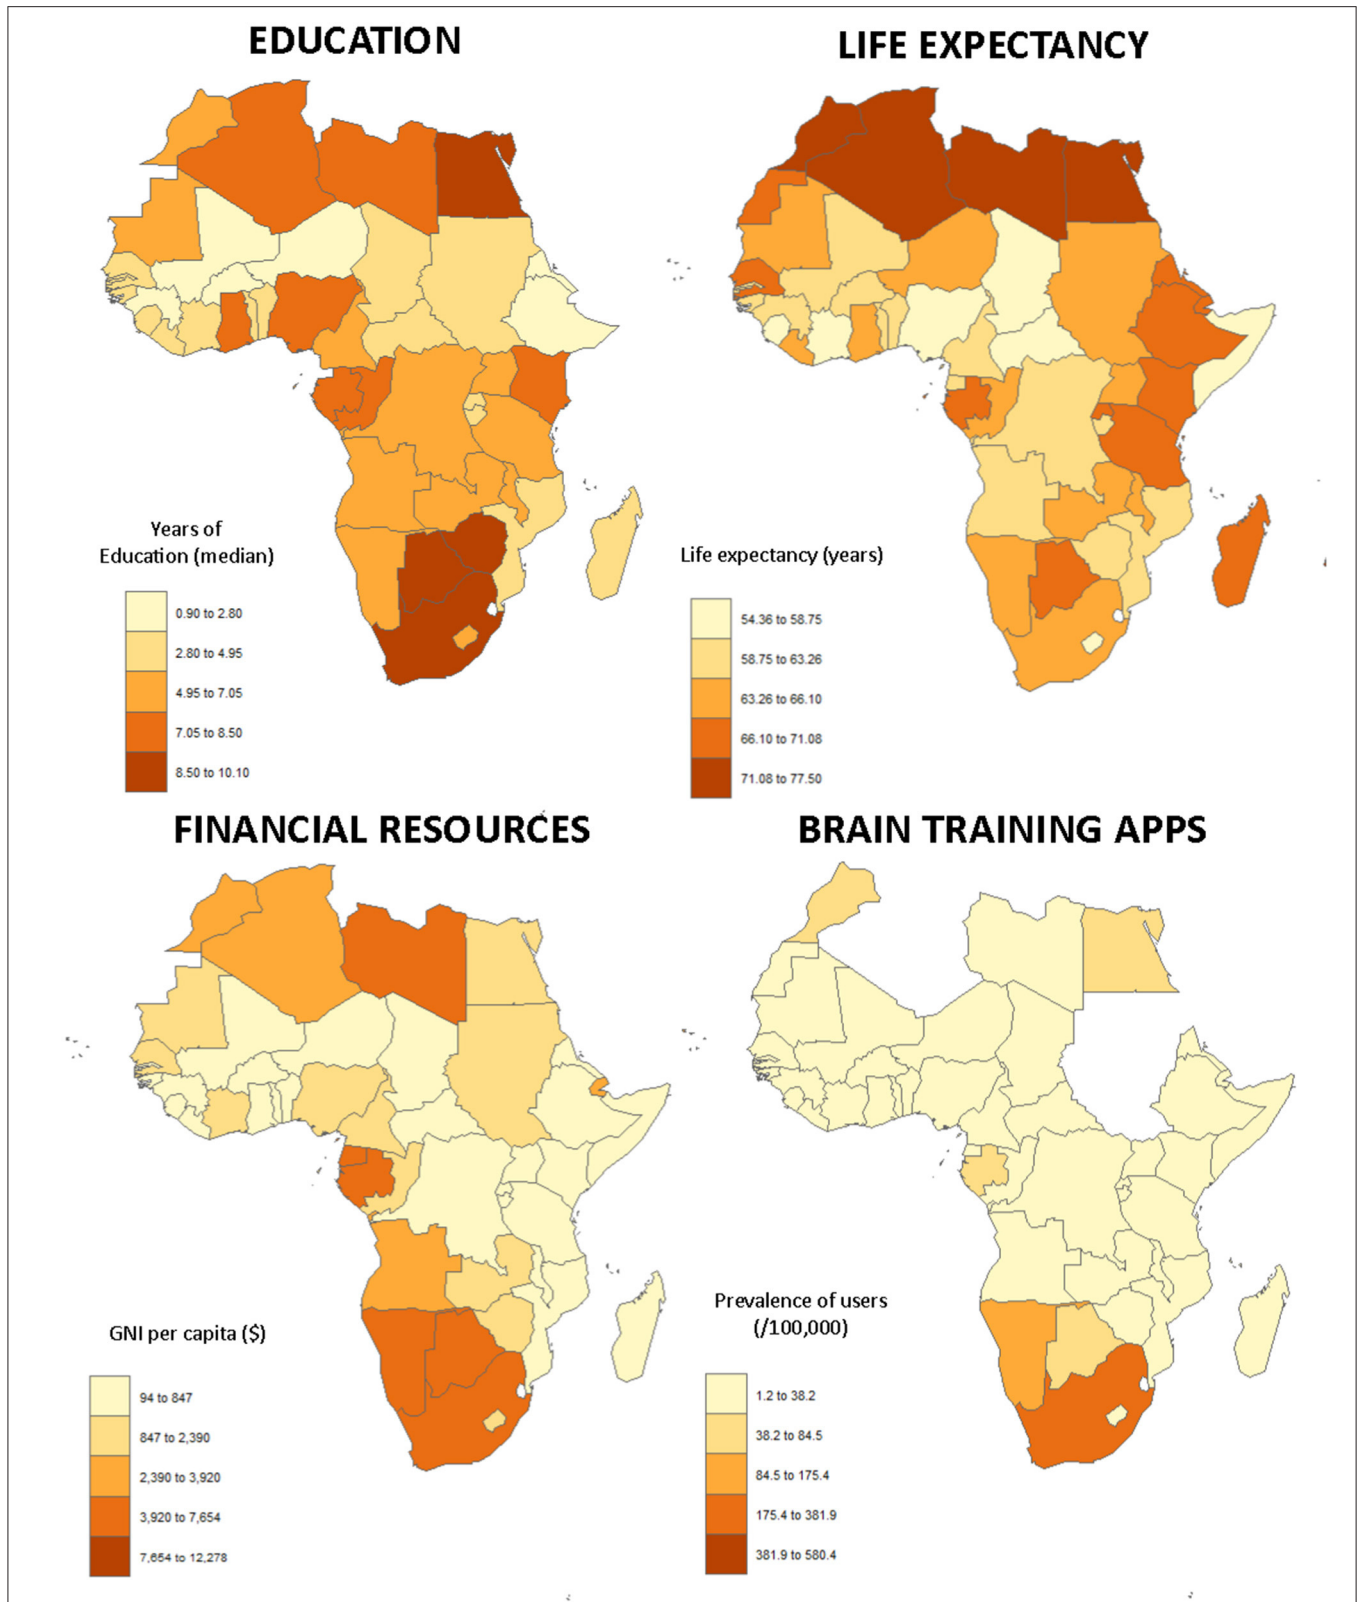 EDUCATION
LIFE EXPECTANCY
Years of
Education (median)
0.90 to 2.80
2.80 to 4.95
4.95 to 7.05
7.05 to 8.50
8.50 to 10.10
Life expectancy (years)
54.36 to 58.75
58.75 to 63.26
63.26 to 66.10
66.10 to 71.08
71.08 to 77.50
FINANCIAL RESOURCES
BRAIN TRAINING APPS
GNI per capita ($)
94 to 847
847 to 2,390
2,390 to 3,920
3,920 to 7,654
7,654 to 12,278
Prevalence of users
(/100,000)
1.2 to 38.2
38.2 to 84.5
84.5 to 175.4
175.4 to 381.9
381.9 to 580.4